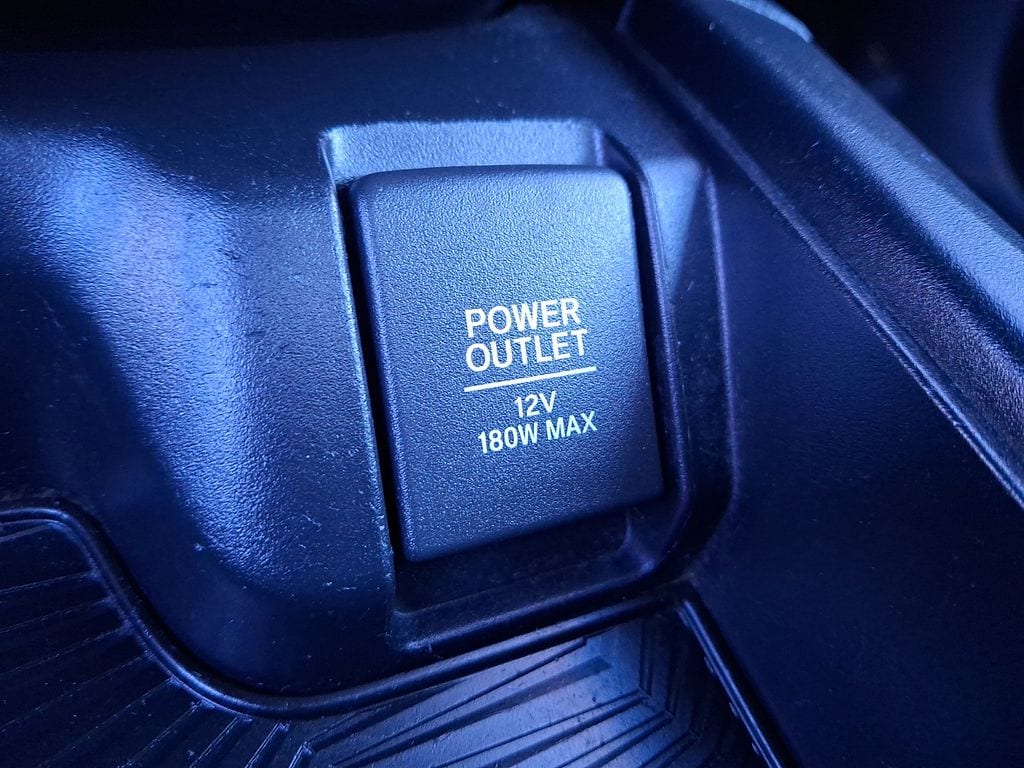 POWER
OUTLET
12V
180W MAX